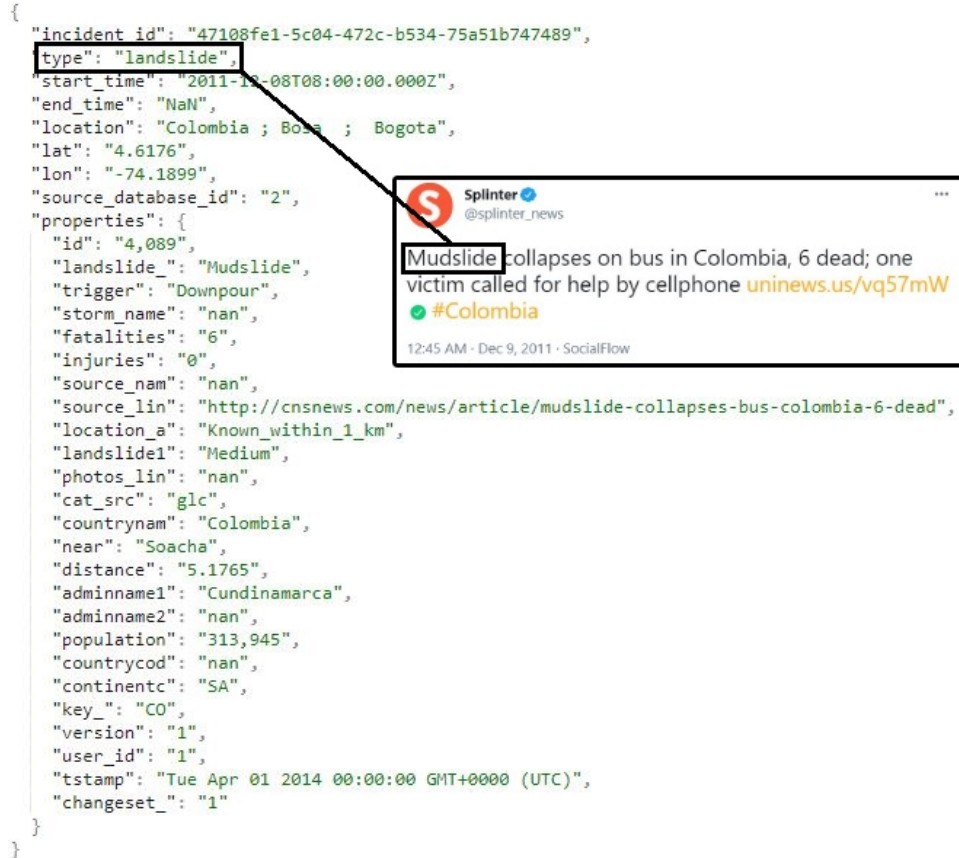 {
"incident_id": "47108fe1-5c04-472c-b534-75a51b747489",
"type": "landslide",
"start_time": "2011-12-08T08:00:00.000Z",
"end_time": "NaN",
"location": "Colombia ; Bosa  ;  Bogota",
"lat": "4.6176",
"lon": "-74.1899",
"source_database_id": "2",
"properties": {
"id": "4,089",
"landslide_": "Mudslide",
"trigger": "Downpour",
"storm_name": "nan",
"fatalities": "6",
"injuries": "0",
"source_nam": "nan",
"source_lin": "http://cnsnews.com/news/article/mudslide-collapses-bus-colombia-6-dead",
"location_a": "Known_within_1_km",
"landslide1": "Medium",
"photos_lin": "nan",
"cat_src": "glc",
"countrynam": "Colombia",
"near": "Soacha",
"distance": "5.1765",
"adminname1": "Cundinamarca",
"adminname2": "nan",
"population": "313,945",
"countrycod": "nan",
"continentc": "SA",
"key_": "CO",
"version": "1",
"user_id": "1",
"tstamp": "Tue Apr 01 2014 00:00:00 GMT+0000 (UTC)",
"changeset_": "1"
}
}
S
Splinter
...
@splinter_news
Mudslide collapses on bus in Colombia, 6 dead; one
victim called for help by cellphone uninews.us/vq57mW
#Colombia
12:45 AM · Dec 9, 2011 · SocialFlow